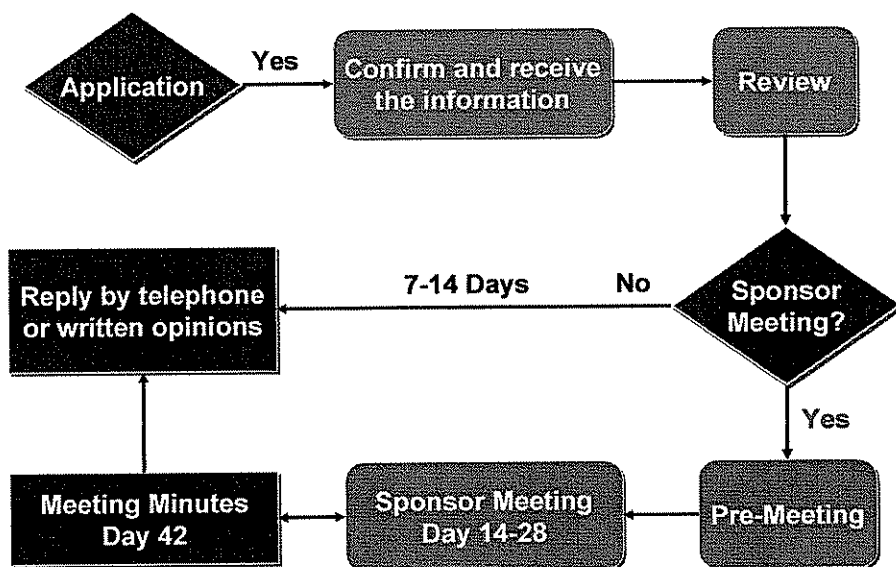 Application
Yes
Confirm and receive
the information
Review
Reply by telephone
or written opinions
7-14 Days
No
Sponsor
Meeting?
Yes
Meeting Minutes
Day 42
Sponsor Meeting
Day 14-28
Pre-Meeting